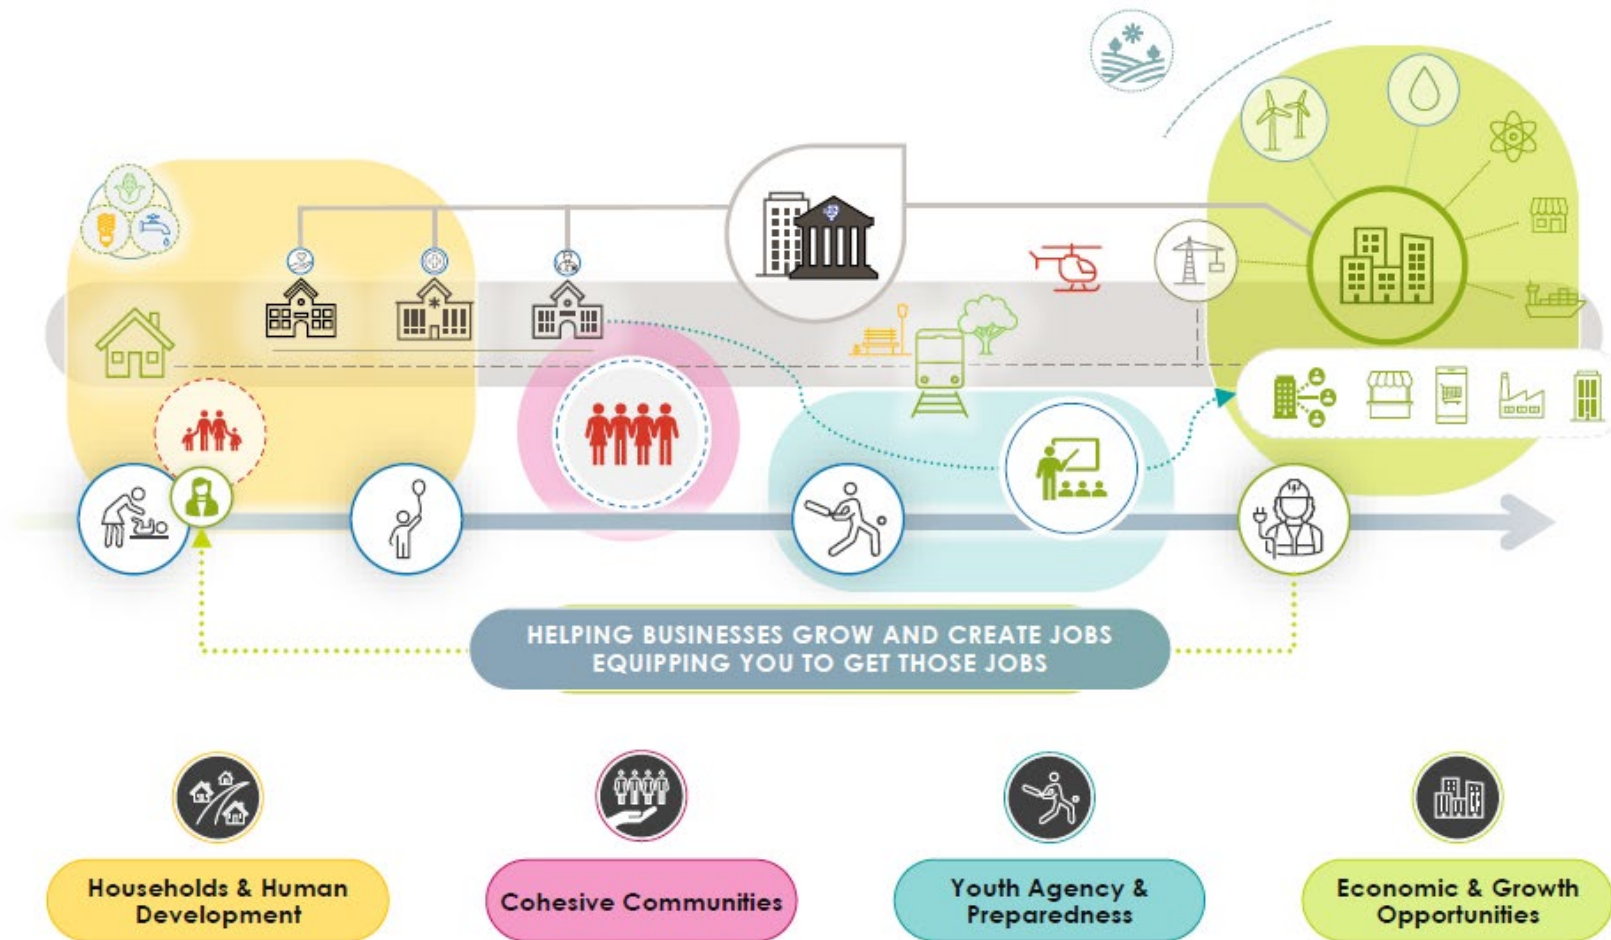 HELPING BUSINESSES GROW AND CREATE JOBS
EQUIPPING YOU TO GET THOSE JOBS
Households & Human
Development
Cohesive Communities
Youth Agency &
Preparedness
Economic & Growth
Opportunities